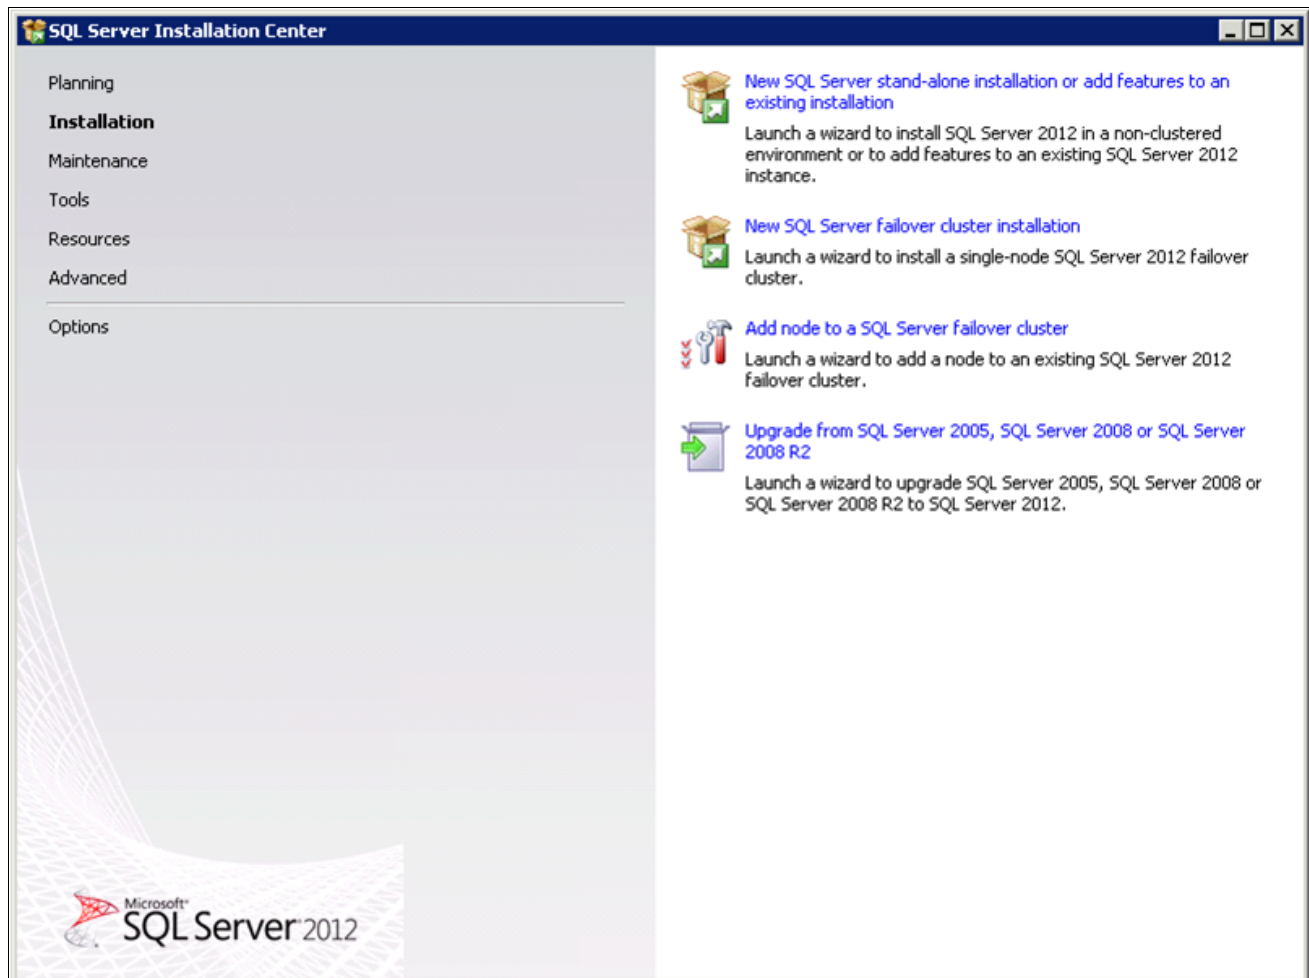 SQL Server Installation Center
Planning
Installation
Maintenance
Tools
Resources
Advanced
Options
New SQL Server stand-alone installation or add features to an
existing installation
Launch a wizard to install SQL Server 2012 in a non-clustered
environment or to add features to an existing SQL Server 2012
instance.
New SQL Server failover cluster installation
Launch a wizard to install a single-node SQL Server 2012 failover
cluster.
Add node to a SQL Server failover cluster
Launch a wizard to add a node to an existing SQL Server 2012
failover cluster.
Upgrade from SQL Server 2005, SQL Server 2008 or SQL Server
2008 R2
Launch a wizard to upgrade SQL Server 2005, SQL Server 2008 or
SQL Server 2008 R2 to SQL Server 2012.
Microsoft®
SQL Server 2012